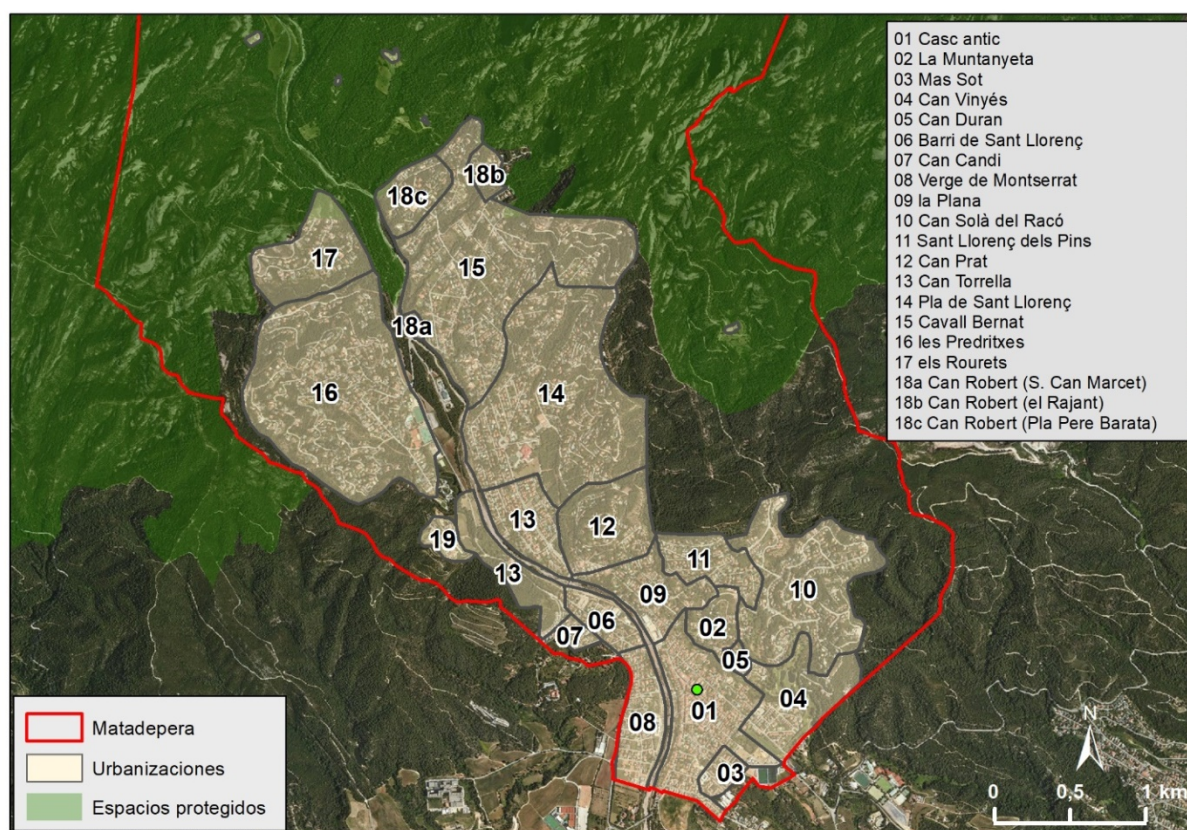 01 Casc antic
02 La Muntanyeta
03 Mas Sot
04 Can Vinyés
05 Can Duran
06 Barri de Sant Llorenç
07 Can Candi
08 Verge de Montserrat
09 la Plana
10 Can Solà del Racó
11 Sant Llorenç dels Pins
12 Can Prat
13 Can Torrella
14 Pla de Sant Llorenç
15 Cavall Bernat
16 les Predritxes
17 els Rourets
18a Can Robert (S. Can Marcet)
18b Can Robert (el Rajant)
18c Can Robert (Pla Pere Barata)
18b
18c
17
15
18a
16
14
13
12
19
11
13
09
10
06
02
07
05
04
01
08
03
N
0 0,5 1 km
Matadepera
Urbanizaciones
Espacios protegidos